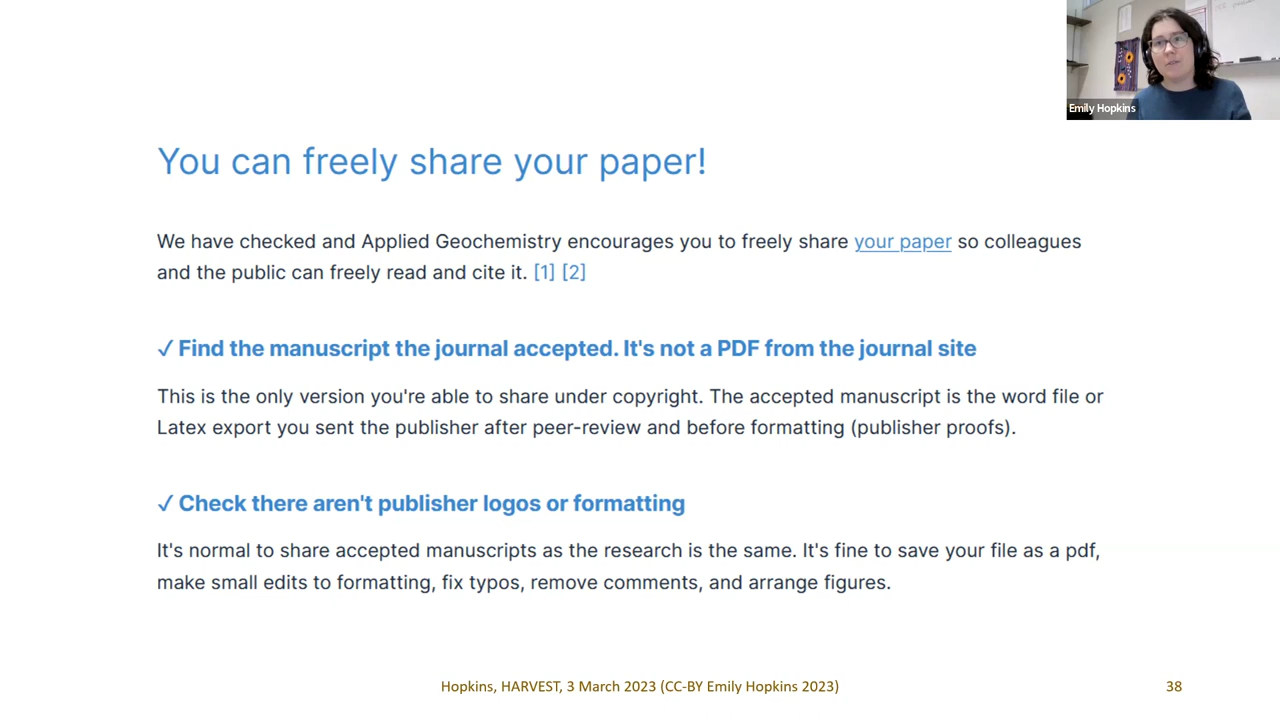 Emily Hopkins
You can freely share your paper!
We have checked and Applied Geochemistry encourages you to freely share your paper so colleagues
and the public can freely read and cite it. [1] [2]
✓ Find the manuscript the journal accepted. It's not a PDF from the journal site
This is the only version you're able to share under copyright. The accepted manuscript is the word file or
Latex export you sent the publisher after peer-review and before formatting (publisher proofs).
✓ Check there aren't publisher logos or formatting
It's normal to share accepted manuscripts as the research is the same. It's fine to save your file as a pdf,
make small edits to formatting, fix typos, remove comments, and arrange figures.
Hopkins, HARVEST, 3 March 2023 (CC-BY Emily Hopkins 2023)
38